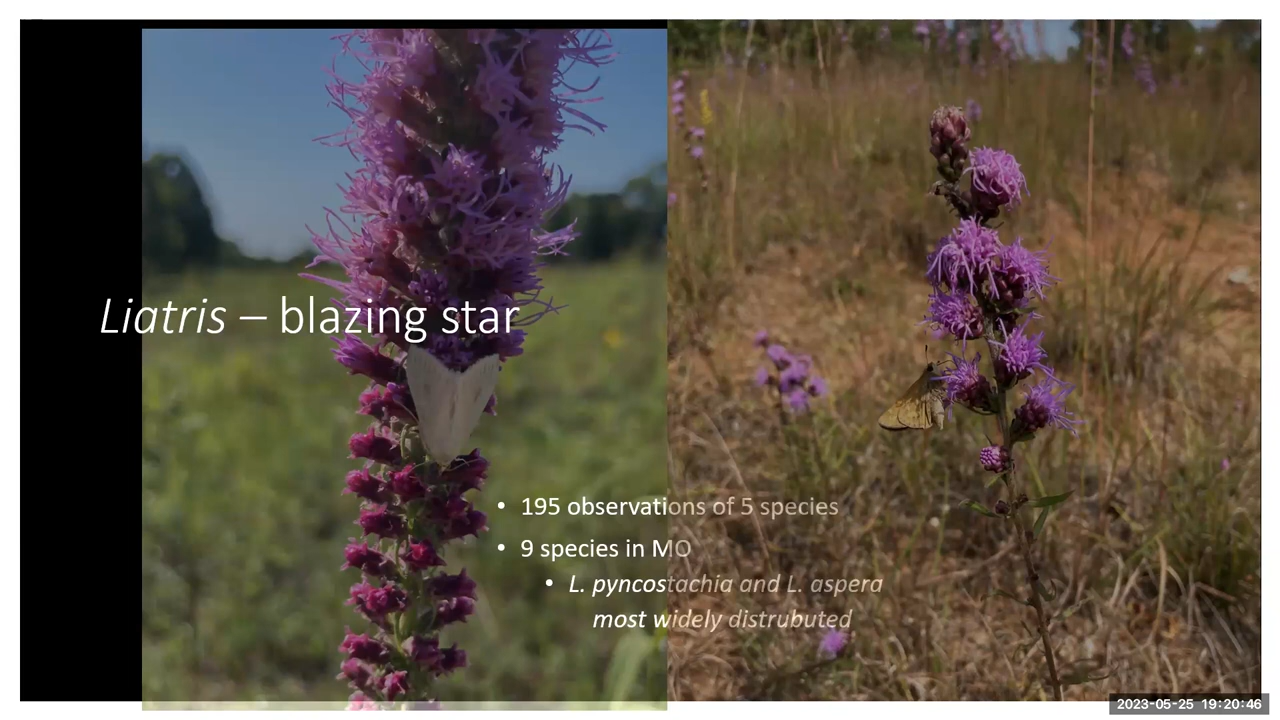 Liatris – blazing star
• 195 observations of 5 species
• 9 species in MO
• L. pyncostachia and L. aspera
most widely distrubuted
2023-05-25 19:20:46